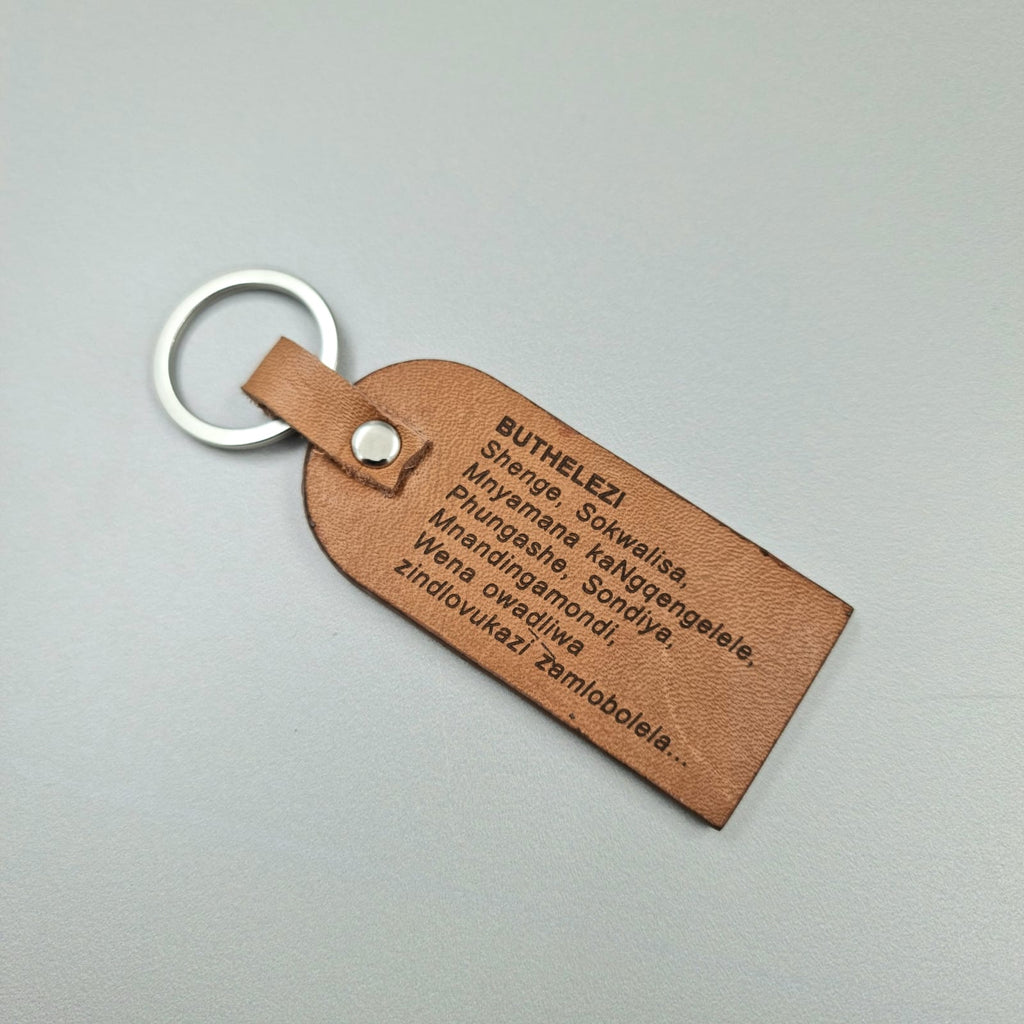 BUTHELEZI
Shenge, Sokwalisa,
Mnyamana kaNgqengelele,
Phungashe, Sondiya,
Mnandingamondi,
Wena owadliwa
zindlovukazi zamlobolela...